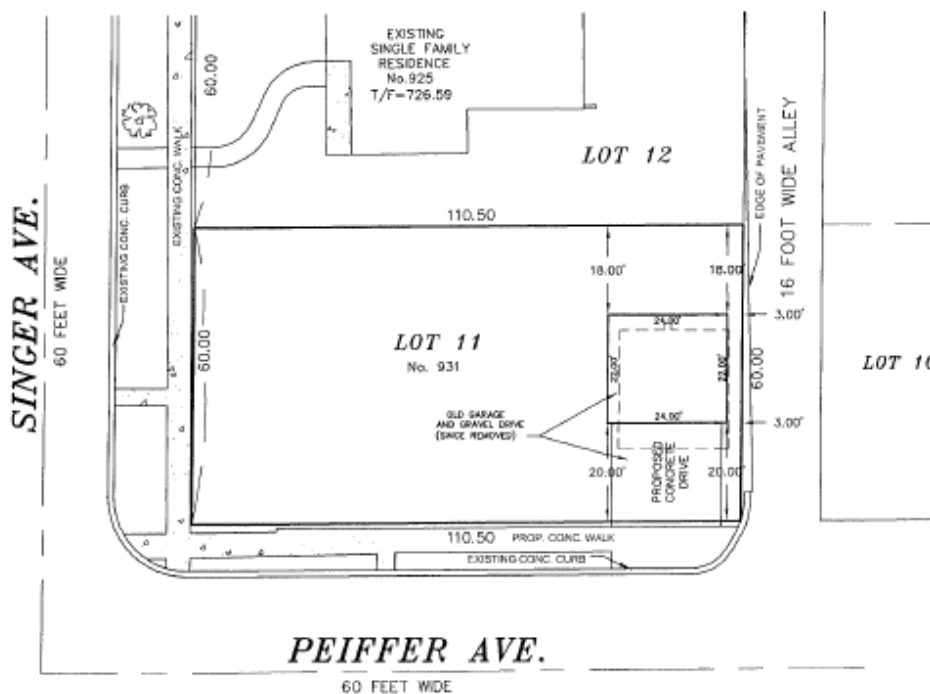 EXISTING
SINGLE FAMILY
RESIDENCE
No.925
T/F=726.59
60.00
LOT 12
EXISTING CONC. WALK
EXISTING CONC. CURB
SINGER AVE.
60 FEET WIDE
EDGE OF PAVEMENT
16 FOOT WIDE ALLEY
110.50
18.00'
18.00'
3.00'
24.00'
LOT 11
No. 931
60.00
22.00'
22.00'
60.00
LOT 10
OLD GARAGE
AND GRAVEL DRIVE
(SINCE REMOVED)
24.00'
3.00'
20.00'
PROPOSED
CONCRETE
DRIVE
20.00'
110.50
PROP. CONC. WALK
EXISTING CONC. CURB
PEIFFER AVE.
60 FEET WIDE